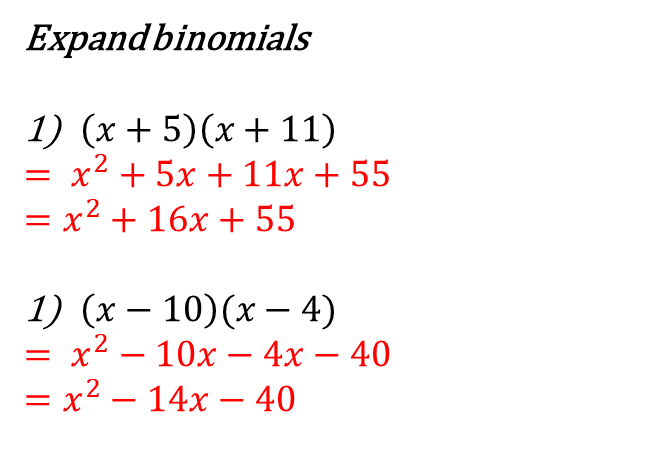 Expand binomials
1) (x + 5)(x + 11)
= x² + 5x + 11x + 55
= x² + 16x + 55
1) (x − 10)(x − 4)
= x² − 10x − 4x − 40
= x² − 14x − 40